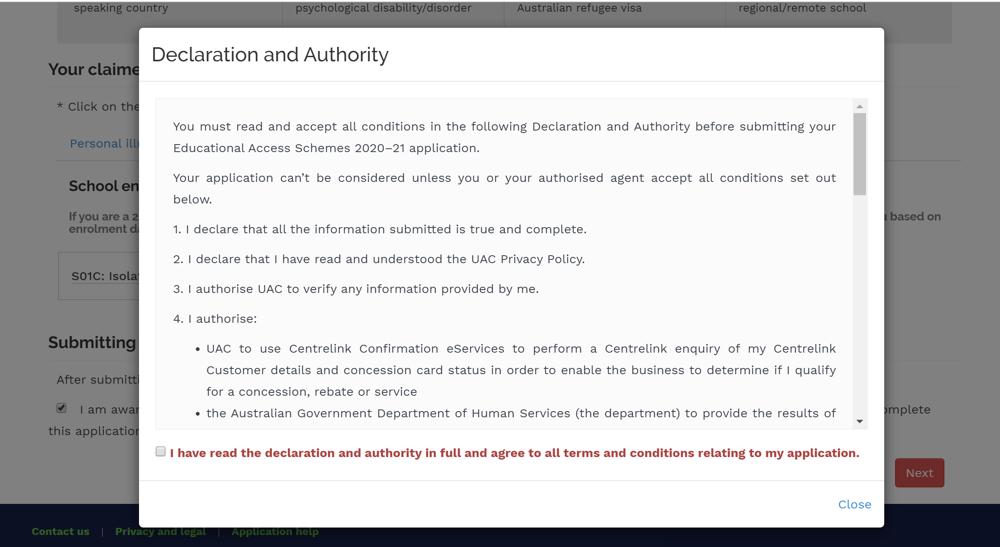 speaking country
psychological disability/disorder
Australian refugee visa
regional/remote school
Declaration and Authority
Your claime
* Click on the
Personal ill
School en
If you are a 2
based on
enrolment da
S01C: Isola
Submitting
After submitti
I am awar
omplete
this application
You must read and accept all conditions in the following Declaration and Authority before submitting your
Educational Access Schemes 2020–21 application.
Your application can’t be considered unless you or your authorised agent accept all conditions set out
below.
1. I declare that all the information submitted is true and complete.
2. I declare that I have read and understood the UAC Privacy Policy.
3. I authorise UAC to verify any information provided by me.
4. I authorise:
• UAC to use Centrelink Confirmation eServices to perform a Centrelink enquiry of my Centrelink
Customer details and concession card status in order to enable the business to determine if I qualify
for a concession, rebate or service
• the Australian Government Department of Human Services (the department) to provide the results of
I have read the declaration and authority in full and agree to all terms and conditions relating to my application.
Next
Close
Contact us | Privacy and legal | Application help